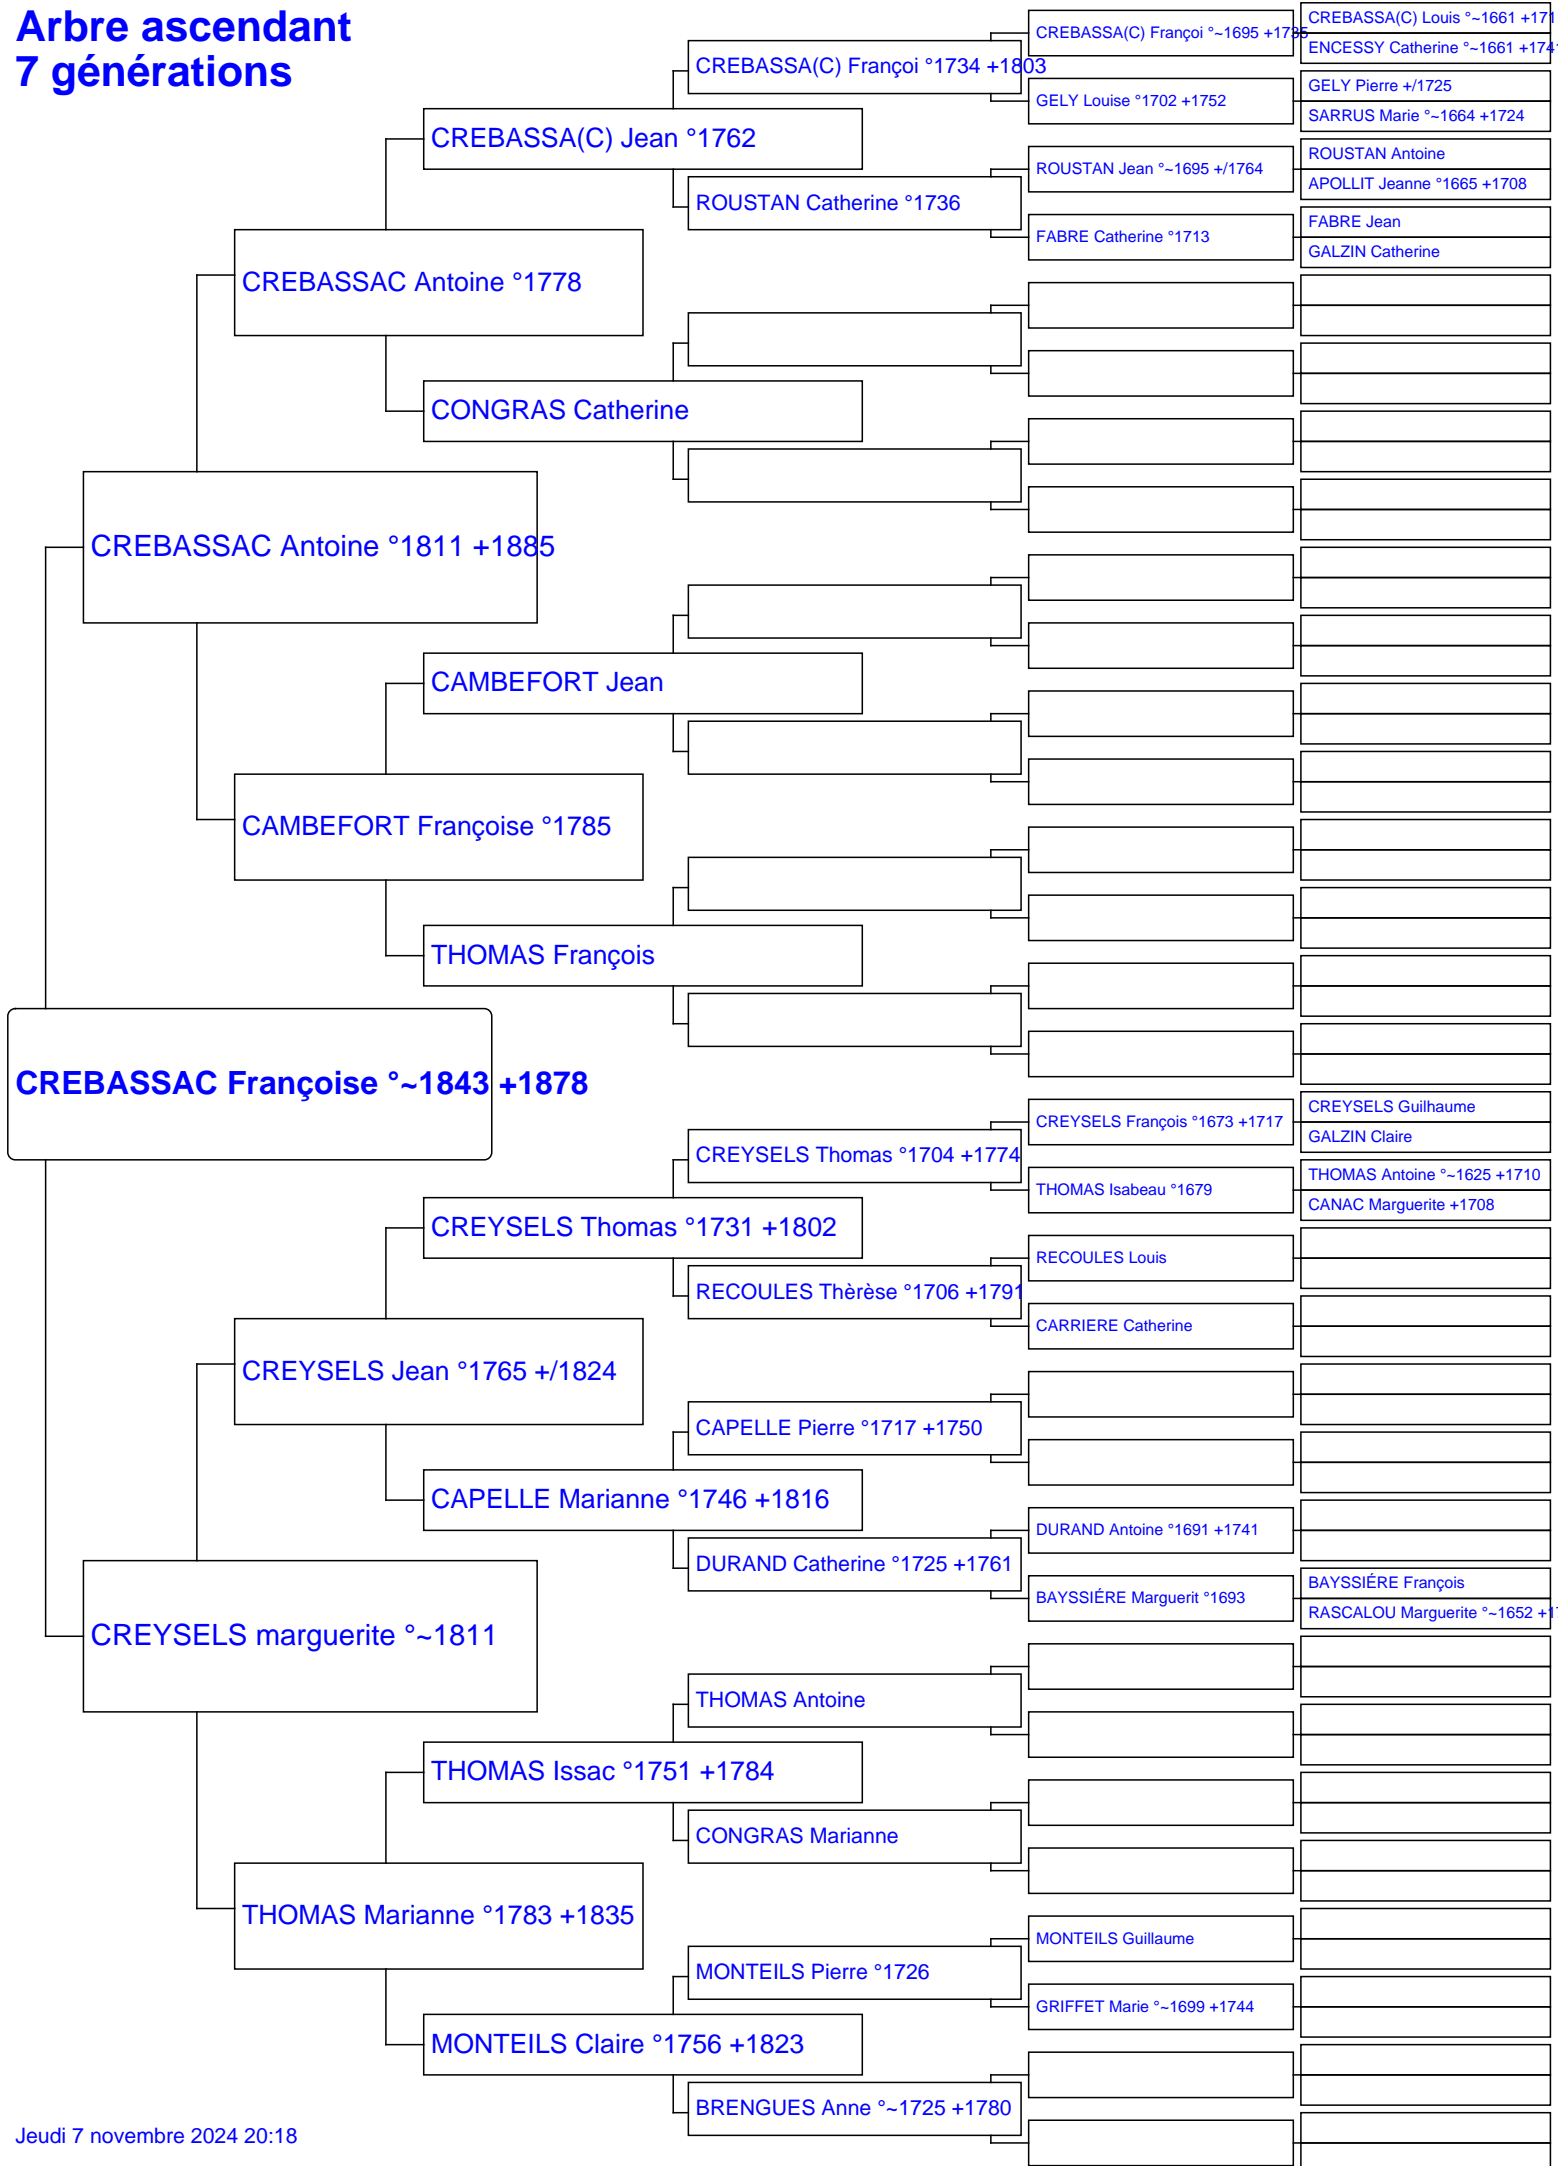 Arbre ascendant
7 générations
CREBASSA(C) Louis °~1661 +171
CREBASSA(C) Françoi °~1695 +1735
ENCESSY Catherine °~1661 +1741
CREBASSA(C) Françoi °1734 +1803
GELY Pierre +/1725
GELY Louise °1702 +1752
SARRUS Marie °~1664 +1724
CREBASSA(C) Jean °1762
ROUSTAN Antoine
ROUSTAN Jean °~1695 +/1764
APOLLIT Jeanne °1665 +1708
ROUSTAN Catherine °1736
FABRE Jean
FABRE Catherine °1713
GALZIN Catherine
CREBASSAC Antoine °1778
CONGRAS Catherine
CREBASSAC Antoine °1811 +1885
CAMBEFORT Jean
CAMBEFORT Françoise °1785
THOMAS François
CREBASSAC Françoise °~1843 +1878
CREYSELS Guilhaume
CREYSELS François °1673 +1717
GALZIN Claire
CREYSELS Thomas °1704 +1774
THOMAS Antoine °~1625 +1710
THOMAS Isabeau °1679
CANAC Marguerite +1708
CREYSELS Thomas °1731 +1802
RECOULES Louis
RECOULES Thèrèse °1706 +1791
CARRIERE Catherine
CREYSELS Jean °1765 +/1824
CAPELLE Pierre °1717 +1750
CAPELLE Marianne °1746 +1816
DURAND Antoine °1691 +1741
DURAND Catherine °1725 +1761
BAYSSIÉRE François
BAYSSIÉRE Marguerit °1693
RASCALOU Marguerite °~1652 +17
CREYSELS marguerite °~1811
THOMAS Antoine
THOMAS Issac °1751 +1784
CONGRAS Marianne
THOMAS Marianne °1783 +1835
MONTEILS Guillaume
MONTEILS Pierre °1726
GRIFFET Marie °~1699 +1744
MONTEILS Claire °1756 +1823
BRENGUES Anne °~1725 +1780
Jeudi 7 novembre 2024 20:18